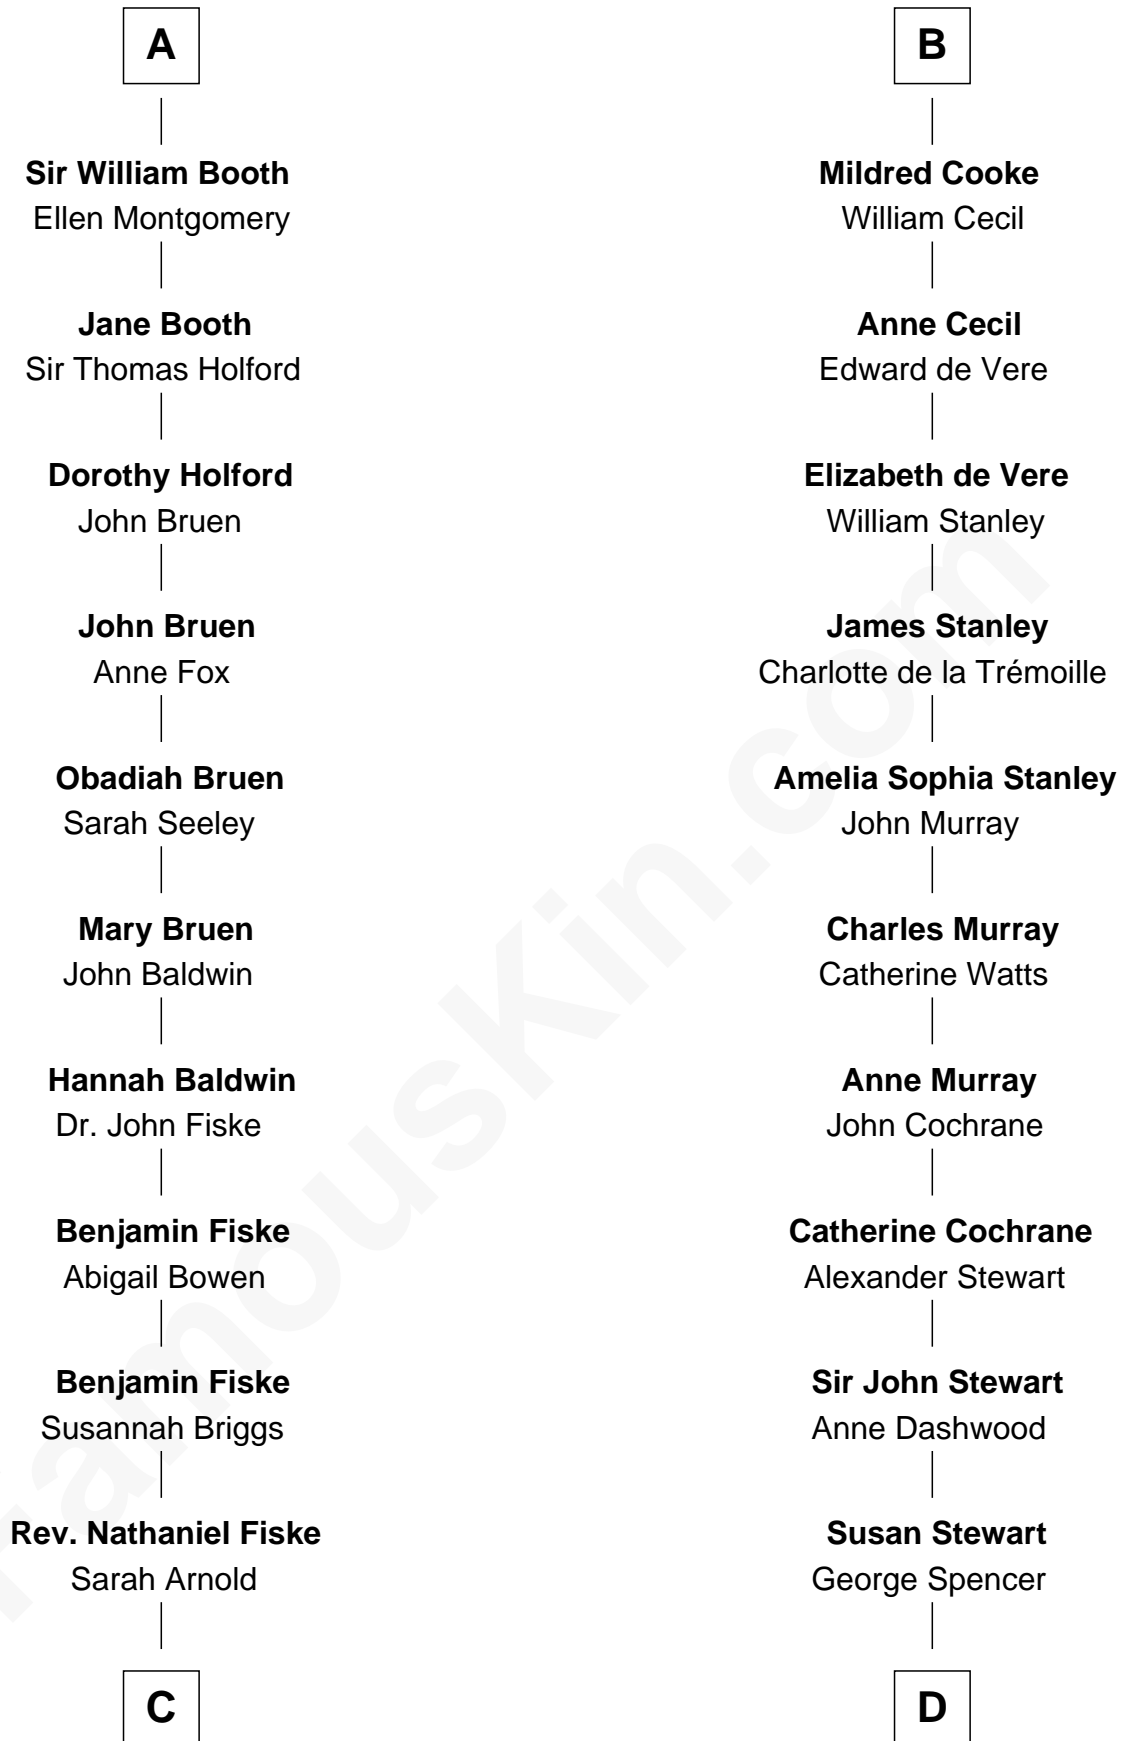 A
B
Sir William Booth
Ellen Montgomery
Mildred Cooke
William Cecil
Jane Booth
Sir Thomas Holford
Anne Cecil
Edward de Vere
Dorothy Holford
John Bruen
Elizabeth de Vere
William Stanley
John Bruen
Anne Fox
James Stanley
Charlotte de la Trémoille
Obadiah Bruen
Sarah Seeley
Amelia Sophia Stanley
John Murray
Mary Bruen
John Baldwin
Charles Murray
Catherine Watts
Hannah Baldwin
Dr. John Fiske
Anne Murray
John Cochrane
Benjamin Fiske
Abigail Bowen
Catherine Cochrane
Alexander Stewart
Benjamin Fiske
Susannah Briggs
Sir John Stewart
Anne Dashwood
Rev. Nathaniel Fiske
Sarah Arnold
Susan Stewart
George Spencer
C
D
FamousKin.com